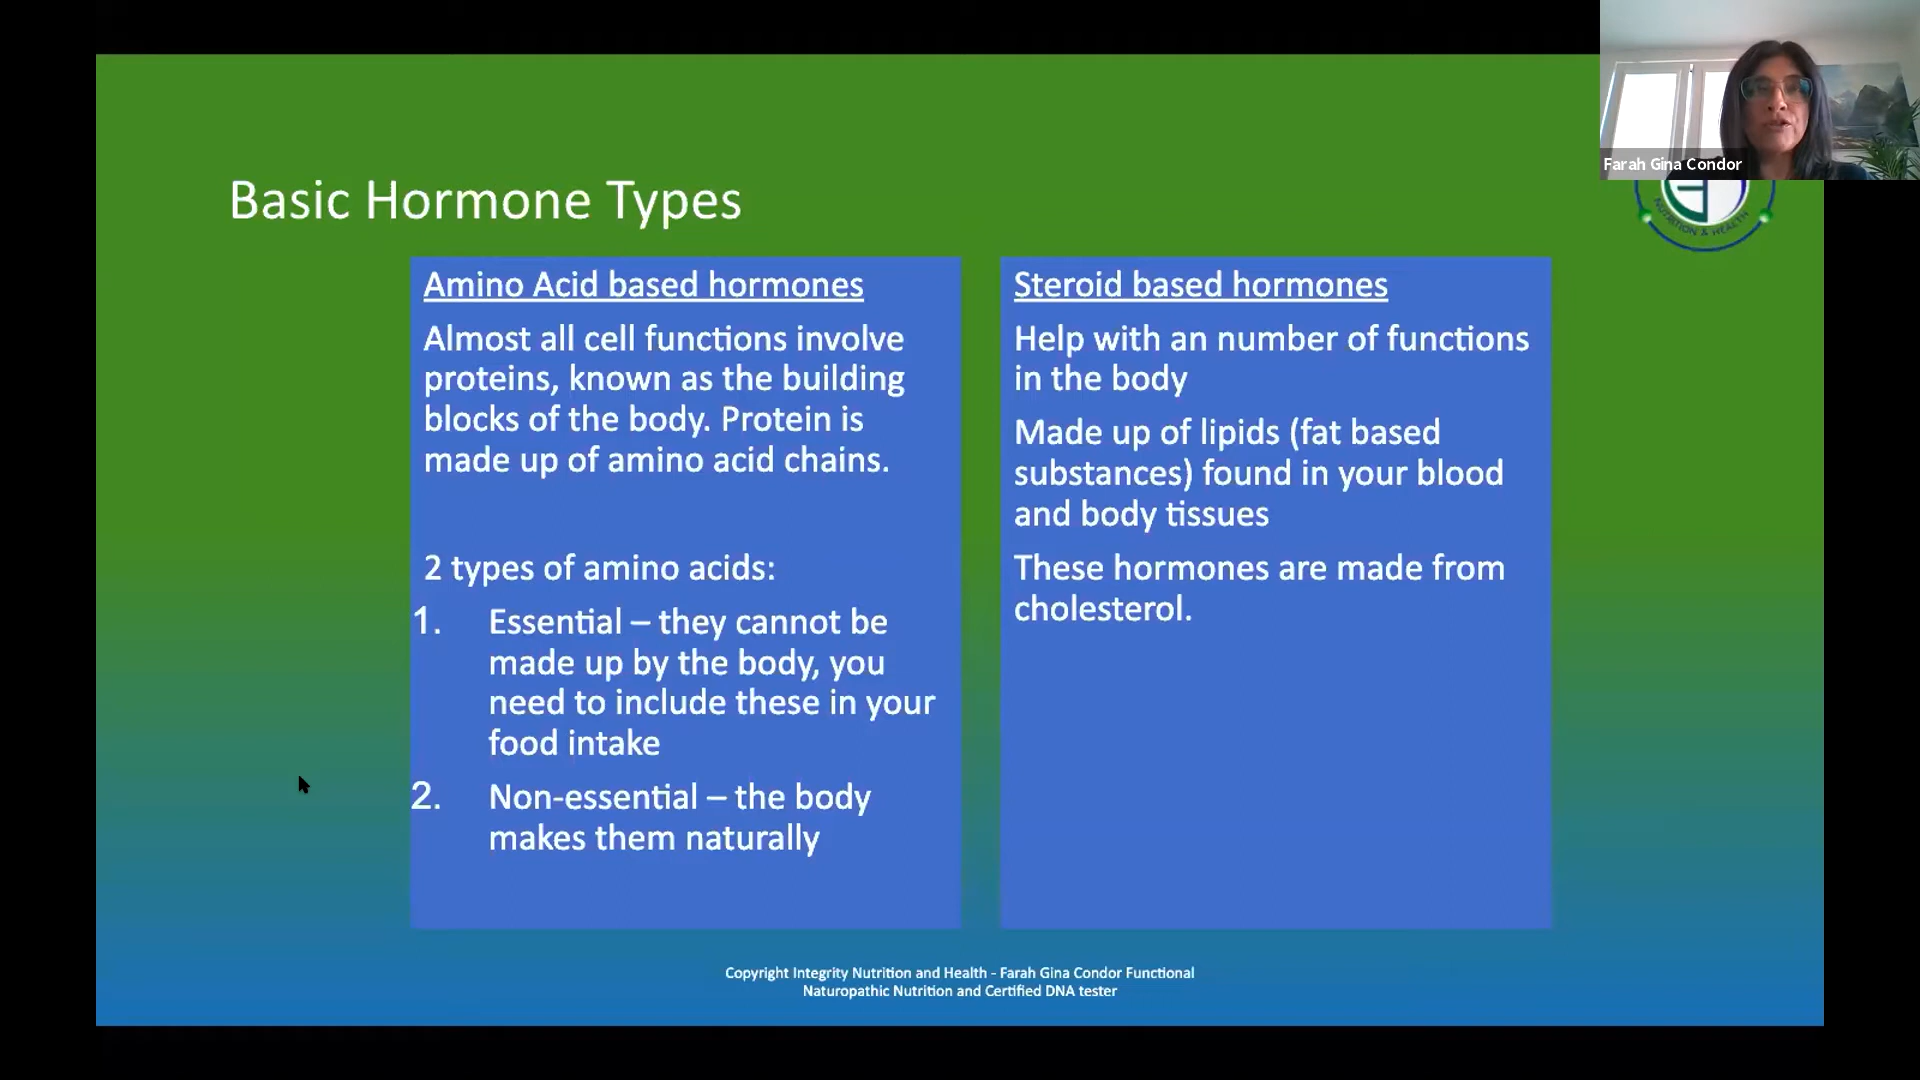 Farah Gina Condor
NUTRITION & HEALTH
Basic Hormone Types
Amino Acid based hormones
Almost all cell functions involve
proteins, known as the building
blocks of the body. Protein is
made up of amino acid chains.
2 types of amino acids:
1. Essential – they cannot be
made up by the body, you
need to include these in your
food intake
2. Non-essential – the body
makes them naturally
Steroid based hormones
Help with an number of functions
in the body
Made up of lipids (fat based
substances) found in your blood
and body tissues
These hormones are made from
cholesterol.
Copyright Integrity Nutrition and Health - Farah Gina Condor Functional
Naturopathic Nutrition and Certified DNA tester